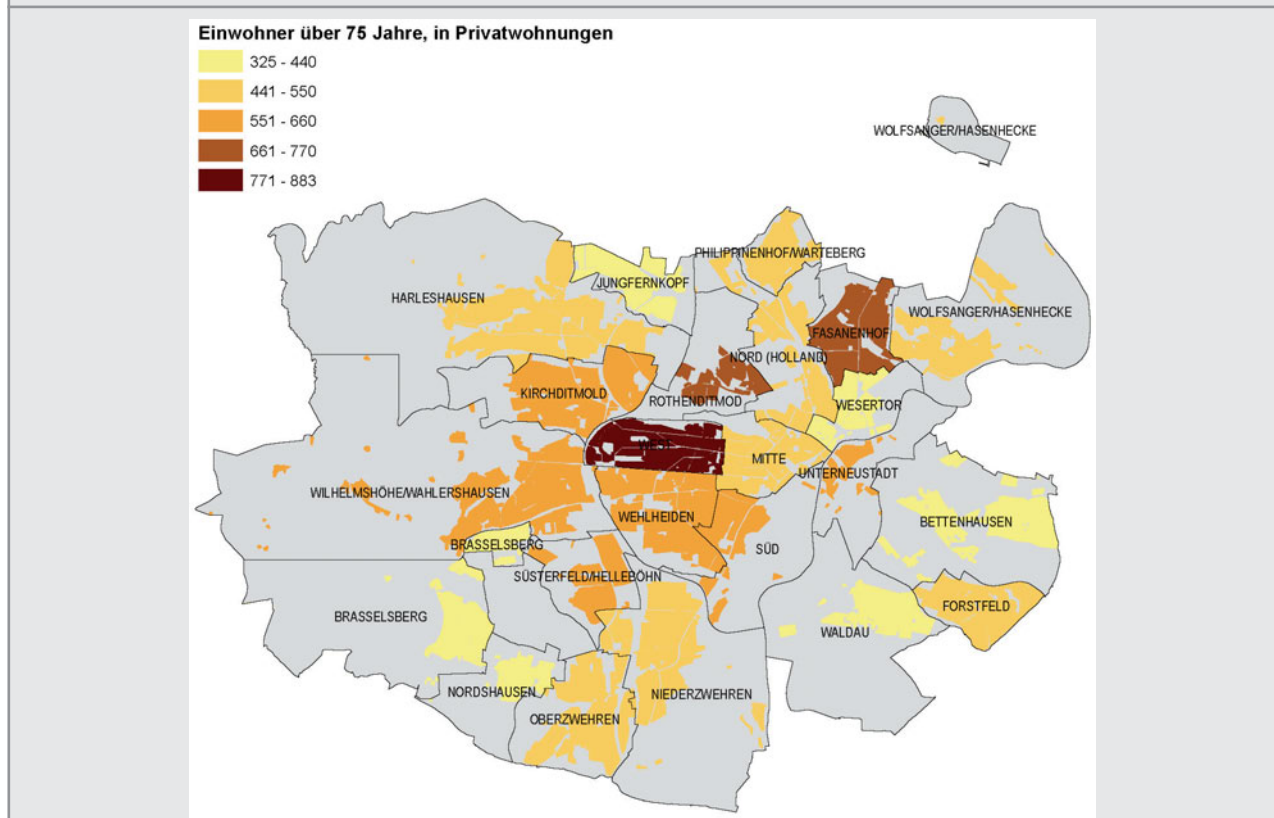 Einwohner über 75 Jahre, in Privatwohnungen
325 - 440
441 - 550
551 - 660
661 - 770
771 - 883
WOLFSANGER/HASENHECKE
PHILIPPINENHOF/WARTEBERG
JUNGFERNKOPF
HARLESHAUSEN
WOLFSANGER/HASENHECKE
FASANENHOF
NORD (HOLLAND)
KIRCHDITMOLD
ROTHENDITMOD
WESERTOR
WEST
MITTE
UNTERNEUSTADT
WILHELMSHÖHE/WAHLERSHAUSEN
WEHLHEIDEN
BETTENHAUSEN
BRASSELSBERG
SÜD
SÜSTERFELD/HELLEBÖHN
FORSTFELD
BRASSELSBERG
WALDAU
NORDSHAUSEN
NIEDERZWEHREN
OBERZWEHREN